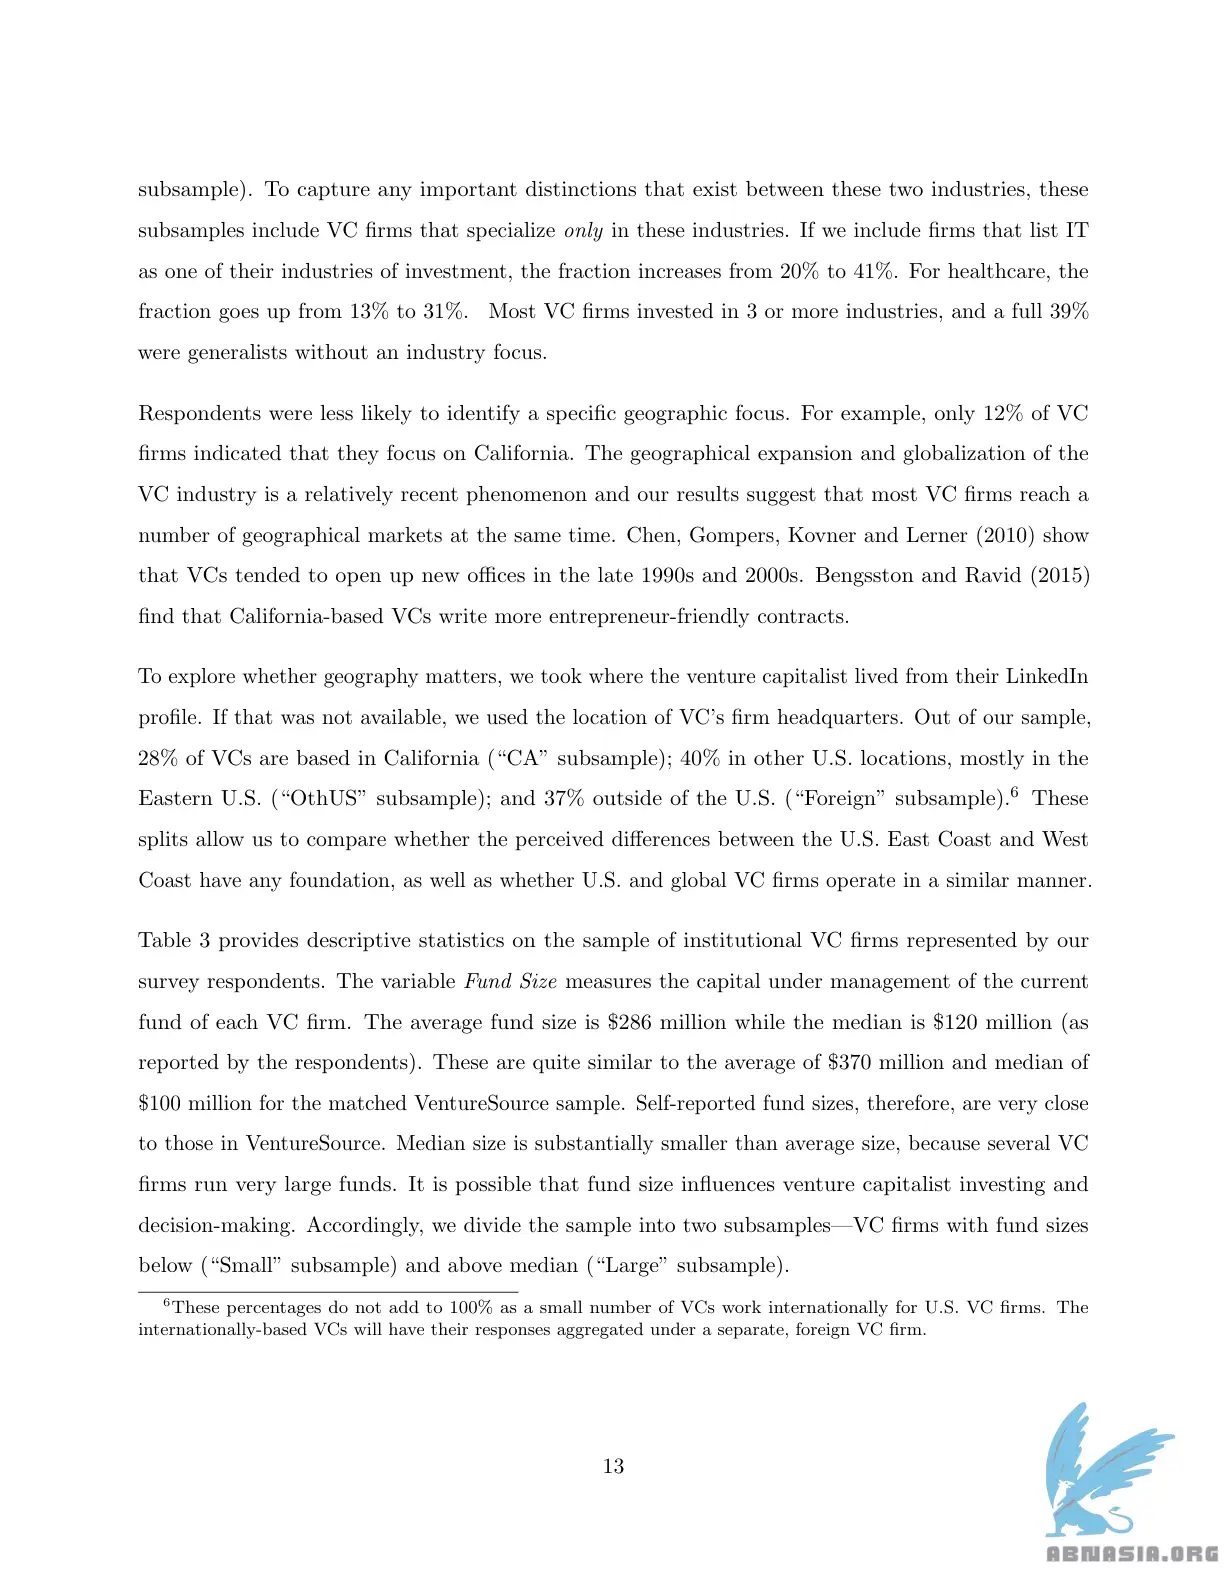 subsample). To capture any important distinctions that exist between these two industries, these
subsamples include VC firms that specialize only in these industries. If we include firms that list IT
as one of their industries of investment, the fraction increases from 20% to 41%. For healthcare, the
fraction goes up from 13% to 31%. Most VC firms invested in 3 or more industries, and a full 39%
were generalists without an industry focus.
Respondents were less likely to identify a specific geographic focus. For example, only 12% of VC
firms indicated that they focus on California. The geographical expansion and globalization of the
VC industry is a relatively recent phenomenon and our results suggest that most VC firms reach a
number of geographical markets at the same time. Chen, Gompers, Kovner and Lerner (2010) show
that VCs tended to open up new offices in the late 1990s and 2000s. Bengsston and Ravid (2015)
find that California-based VCs write more entrepreneur-friendly contracts.
To explore whether geography matters, we took where the venture capitalist lived from their LinkedIn
profile. If that was not available, we used the location of VC's firm headquarters. Out of our sample,
28% of VCs are based in California (“CA” subsample); 40% in other U.S. locations, mostly in the
Eastern U.S. (“OthUS” subsample); and 37% outside of the U.S. (“Foreign” subsample).6 These
splits allow us to compare whether the perceived differences between the U.S. East Coast and West
Coast have any foundation, as well as whether U.S. and global VC firms operate in a similar manner.
Table 3 provides descriptive statistics on the sample of institutional VC firms represented by our
survey respondents. The variable Fund Size measures the capital under management of the current
fund of each VC firm. The average fund size is $286 million while the median is $120 million (as
reported by the respondents). These are quite similar to the average of $370 million and median of
$100 million for the matched VentureSource sample. Self-reported fund sizes, therefore, are very close
to those in VentureSource. Median size is substantially smaller than average size, because several VC
firms run very large funds. It is possible that fund size influences venture capitalist investing and
decision-making. Accordingly, we divide the sample into two subsamples—VC firms with fund sizes
below (“Small” subsample) and above median (“Large” subsample).
6These percentages do not add to 100% as a small number of VCs work internationally for U.S. VC firms. The
internationally-based VCs will have their responses aggregated under a separate, foreign VC firm.
13
ABNASIA.ORG